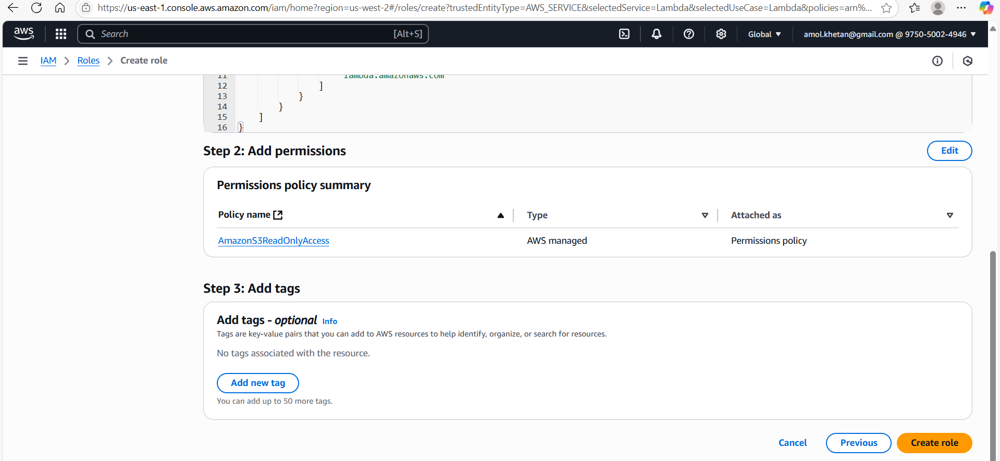 https://us-east-1.console.aws.amazon.com/iam/home?region=us-west-2#/roles/create?trustedEntityType=AWS_SERVICE&selectedService=Lambda&selectedUseCase=Lambda&policies=arn%...
aws
Search [Alt+S]
Global
amol.khetan@gmail.com @ 9750-5002-4946
IAM > Roles > Create role
11 lambda.amazonaws.com
12 ]
13 }
14 }
15 ]
16 }
Step 2: Add permissions
Edit
Permissions policy summary
Policy name Type Attached as
AmazonS3ReadOnlyAccess AWS managed Permissions policy
Step 3: Add tags
Add tags - optional Info
Tags are key-value pairs that you can add to AWS resources to help identify, organize, or search for resources.
No tags associated with the resource.
Add new tag
You can add up to 50 more tags.
Cancel Previous Create role